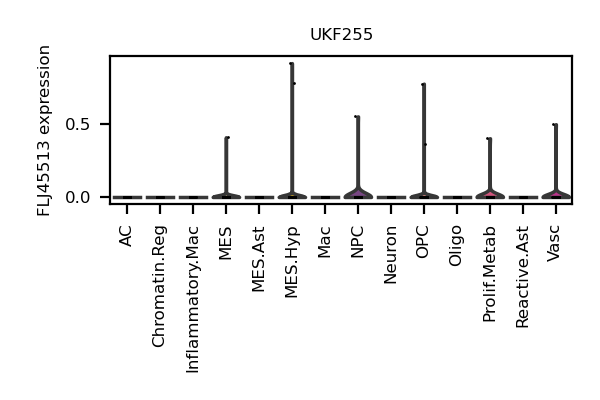 UKF255
FLJ45513 expression
0.5
0.0
AC
Chromatin.Reg
Inflammatory.Mac
MES
MES.Ast
MES.Hyp
Mac
NPC
Neuron
OPC
Oligo
Prolif.Metab
Reactive.Ast
Vasc